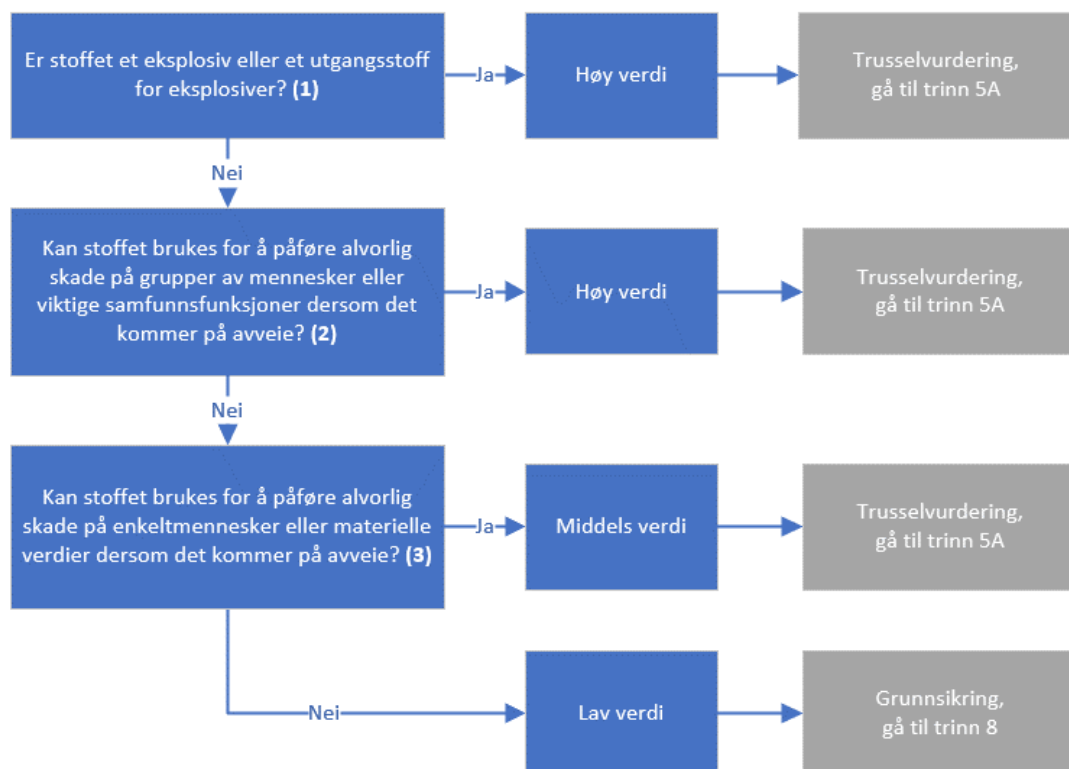 Er stoffet et eksplosiv eller et utgangsstoff
for eksplosiver? (1)
Ja
Høy verdi
Trusselvurdering,
gå til trinn 5A
Nei
Kan stoffet brukes for å påføre alvorlig
skade på grupper av mennesker eller
viktige samfunnsfunksjoner dersom det
kommer på avveie? (2)
Ja
Høy verdi
Trusselvurdering,
gå til trinn 5A
Nei
Kan stoffet brukes for å påføre alvorlig
skade på enkeltmennesker eller materielle
verdier dersom det kommer på avveie? (3)
Ja
Middels verdi
Trusselvurdering,
gå til trinn 5A
Nei
Lav verdi
Grunnsikring,
gå til trinn 8